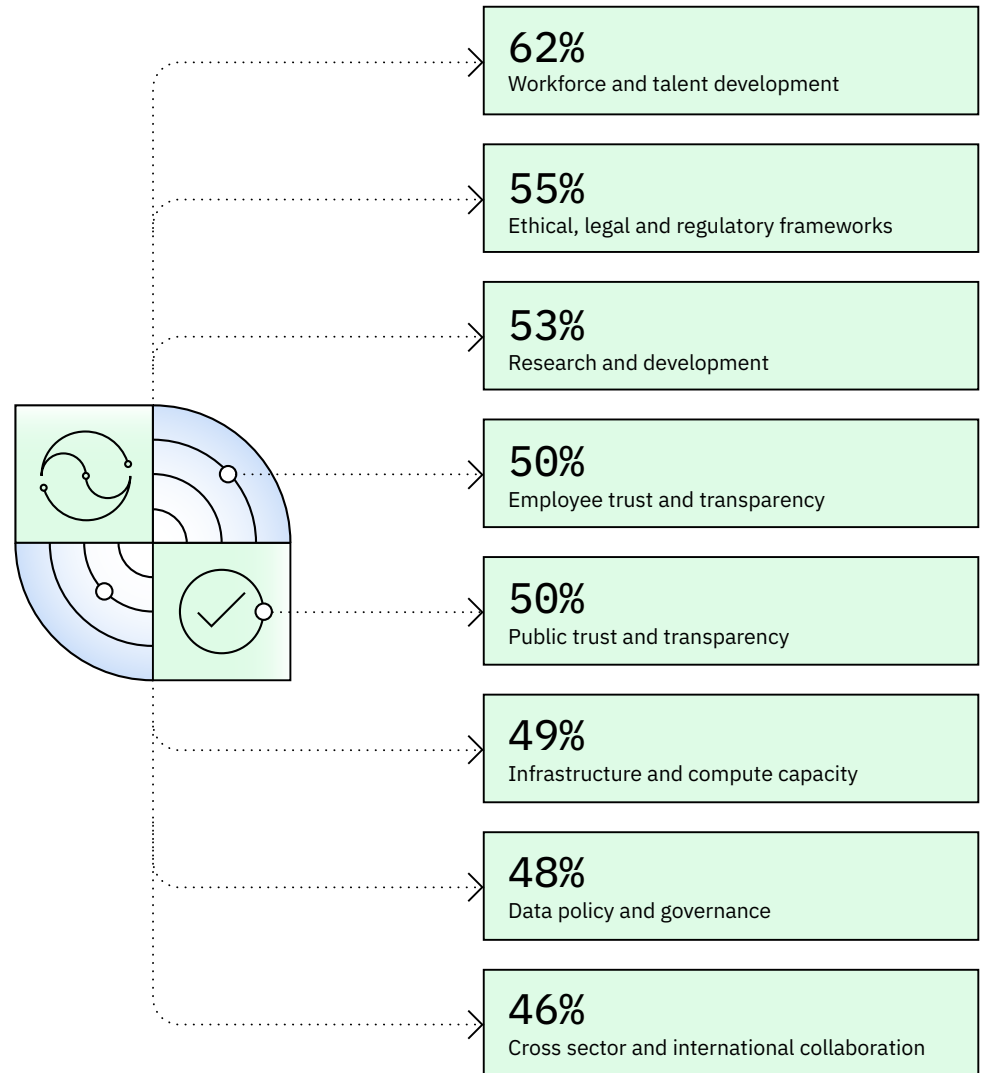 62%
Workforce and talent development
55%
Ethical, legal and regulatory frameworks
53%
Research and development
50%
Employee trust and transparency
50%
Public trust and transparency
49%
Infrastructure and compute capacity
48%
Data policy and governance
46%
Cross sector and international collaboration